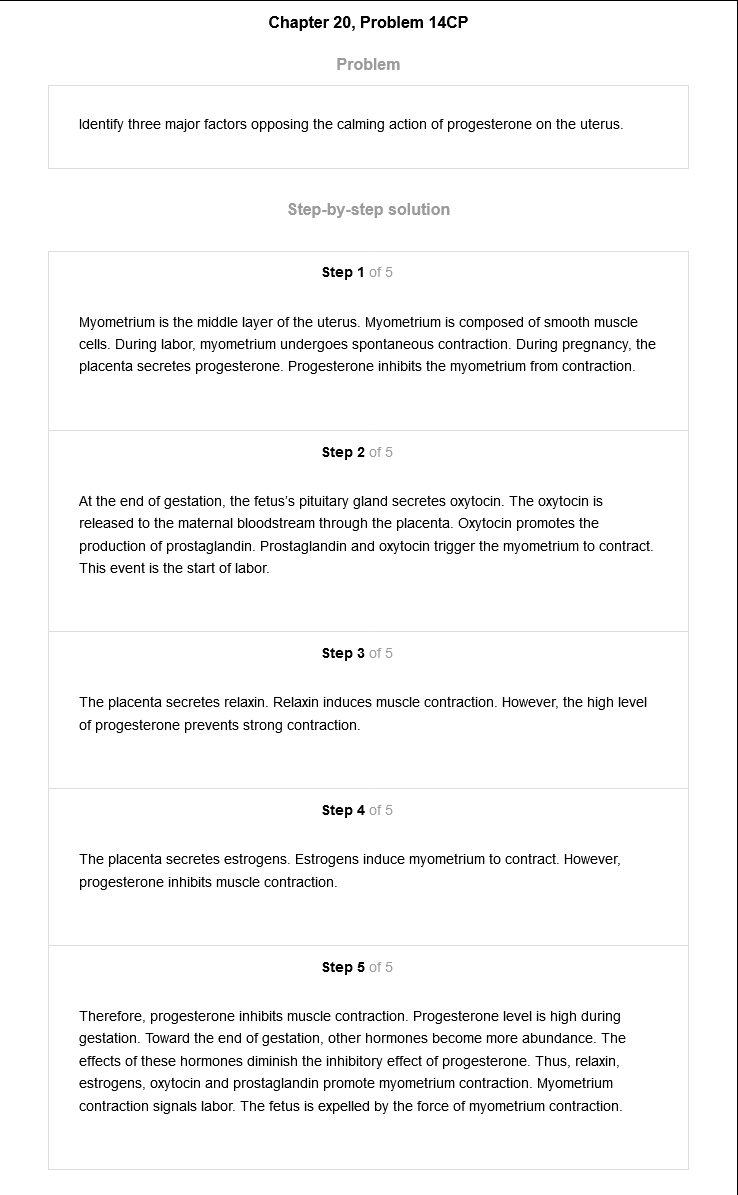 Chapter 20, Problem 14CP
Problem
Identify three major factors opposing the calming action of progesterone on the uterus.
Step-by-step solution
Step 1 of 5
Myometrium is the middle layer of the uterus. Myometrium is composed of smooth muscle
cells. During labor, myometrium undergoes spontaneous contraction. During pregnancy, the
placenta secretes progesterone. Progesterone inhibits the myometrium from contraction.
Step 2 of 5
At the end of gestation, the fetus's pituitary gland secretes oxytocin. The oxytocin is
released to the maternal bloodstream through the placenta. Oxytocin promotes the
production of prostaglandin. Prostaglandin and oxytocin trigger the myometrium to contract.
This event is the start of labor.
Step 3 of 5
The placenta secretes relaxin. Relaxin induces muscle contraction. However, the high level
of progesterone prevents strong contraction.
Step 4 of 5
The placenta secretes estrogens. Estrogens induce myometrium to contract. However,
progesterone inhibits muscle contraction.
Step 5 of 5
Therefore, progesterone inhibits muscle contraction. Progesterone level is high during
gestation. Toward the end of gestation, other hormones become more abundance. The
effects of these hormones diminish the inhibitory effect of progesterone. Thus, relaxin,
estrogens, oxytocin and prostaglandin promote myometrium contraction. Myometrium
contraction signals labor. The fetus is expelled by the force of myometrium contraction.